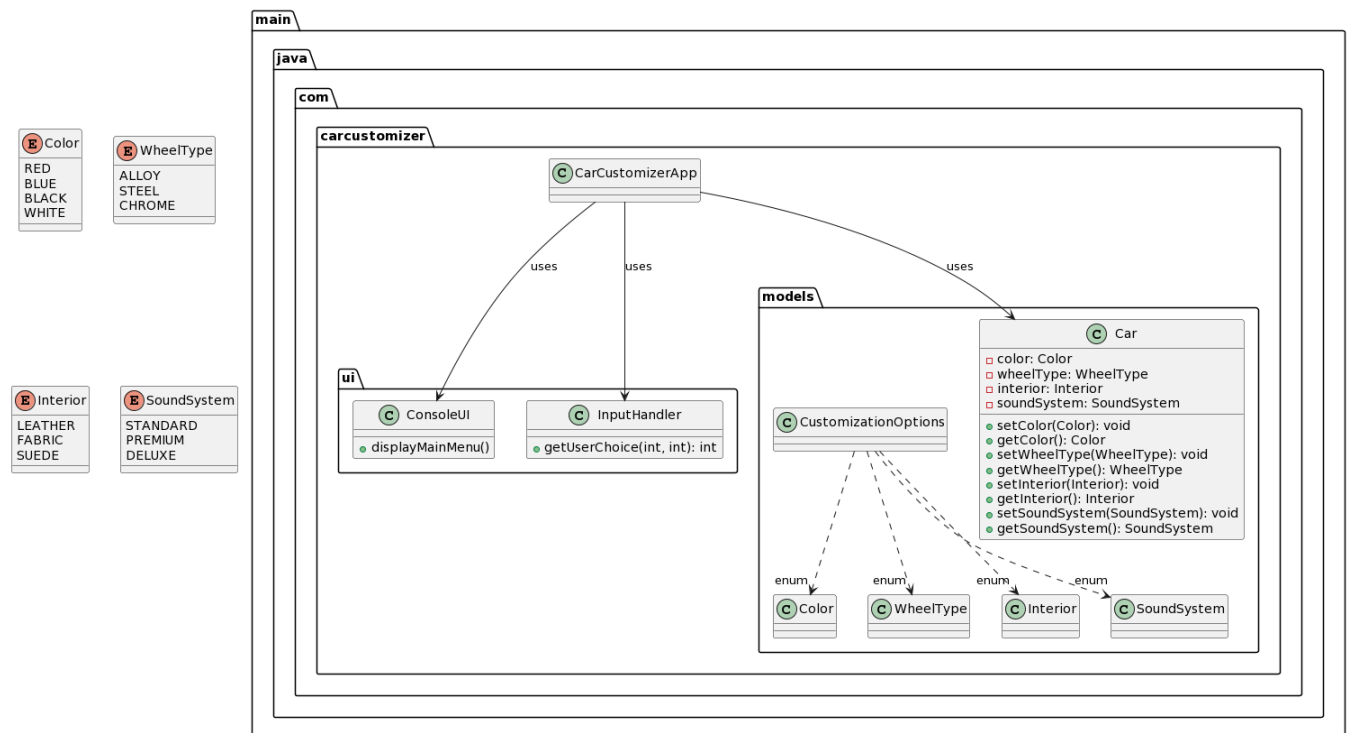 main
java
com
carcustomizer
E Color
RED
BLUE
BLACK
WHITE
E WheelType
ALLOY
STEEL
CHROME
C CarCustomizerApp
uses
uses
uses
models
C Car
color: Color
wheelType: WheelType
interior: Interior
soundSystem: SoundSystem
setColor(Color): void
getColor(): Color
setWheelType(WheelType): void
getWheelType(): WheelType
setInterior(Interior): void
getInterior(): Interior
setSoundSystem(SoundSystem): void
getSoundSystem(): SoundSystem
ui
C ConsoleUI
displayMainMenu()
C InputHandler
getUserChoice(int, int): int
C CustomizationOptions
E Interior
LEATHER
FABRIC
SUEDE
E SoundSystem
STANDARD
PREMIUM
DELUXE
enum
enum
enum
enum
C Color
C WheelType
C Interior
C SoundSystem